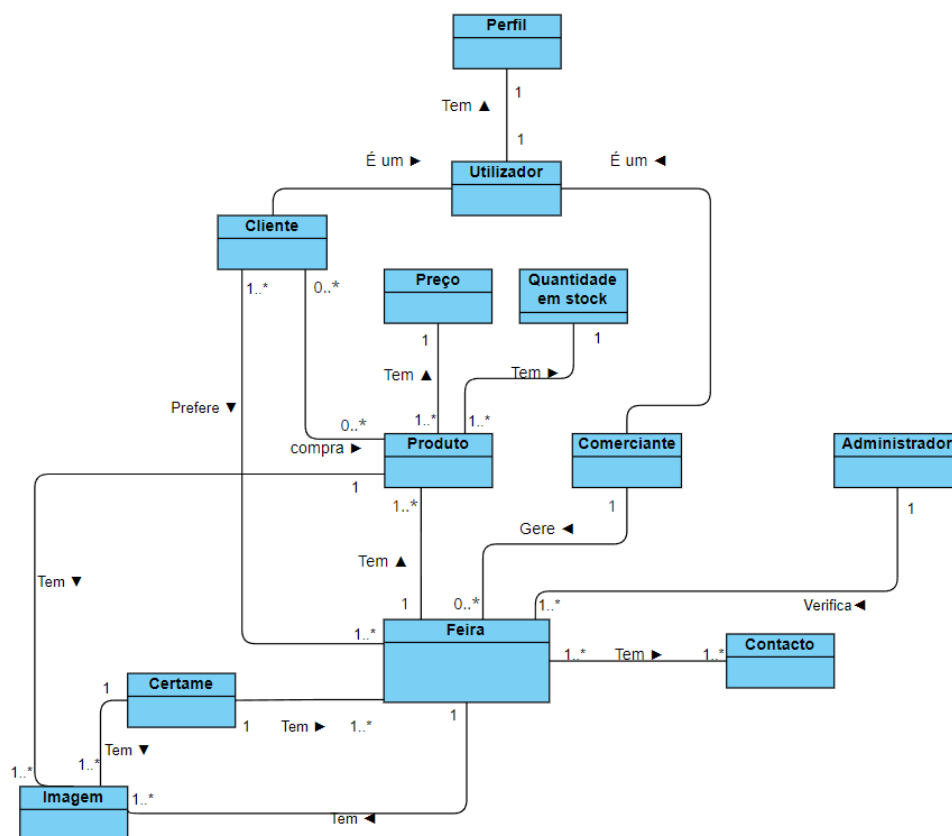 Perfil
1
Tem ▲
1
É um ►
É um ◄
Utilizador
Cliente
1..*
0..*
Preço
Quantidade
em stock
1
1
Tem ▲
Tem ►
Prefere ▼
0..*
1..*
1..*
compra ►
Produto
Comerciante
Administrador
1
1..*
1
1
Gere ◄
Tem ▼
Tem ▲
1
0..*
1..*
Verifica◄
Feira
1..*
1..*
Tem ►
1..*
Contacto
Certame
1
1
Tem ►
1..*
1
Tem ▼
1..*
1..*
Imagem
1..*
Tem ◄